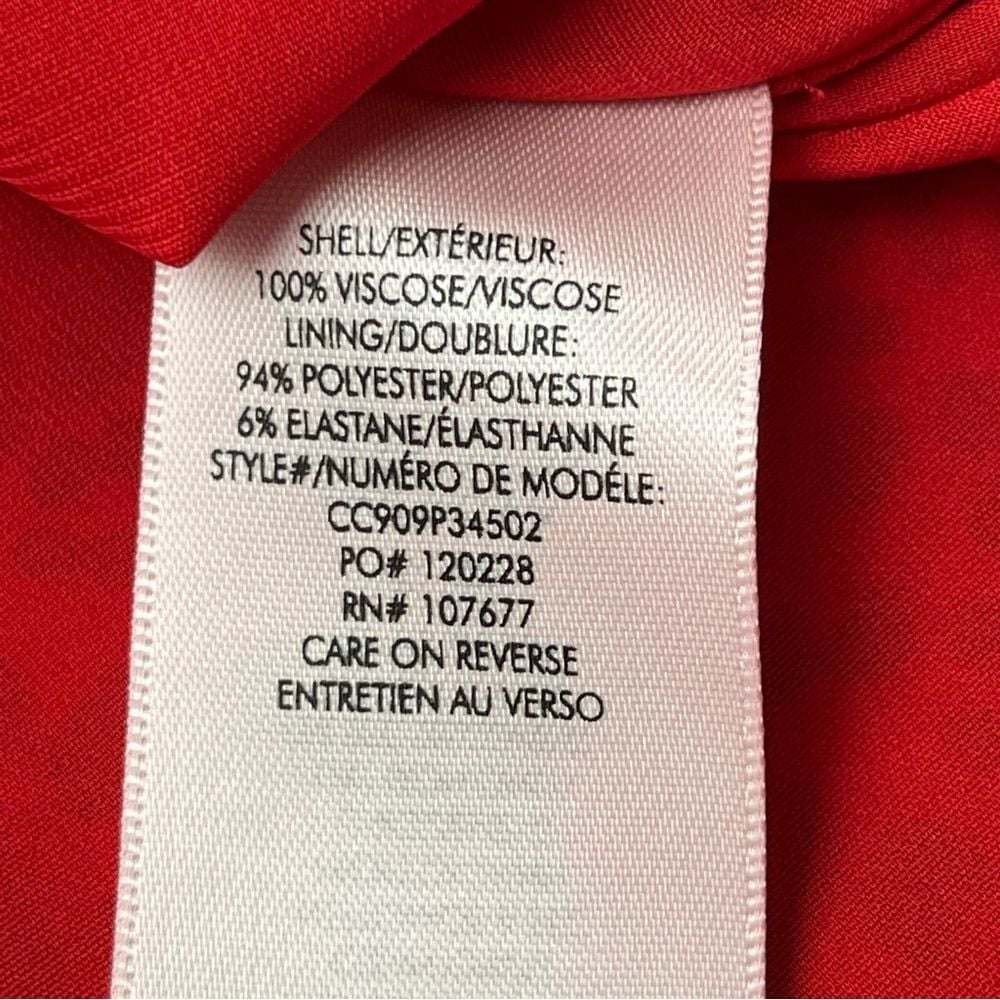 SHELL/EXTÉRIEUR:
100% VISCOSE/VISCOSE
LINING/DOUBLURE:
94% POLYESTER/POLYESTER
6% ELASTANE/ÉLASTHANNE
STYLE#/NUMÉRO DE MODÉLE:
CC909P34502
PO# 120228
RN# 107677
CARE ON REVERSE
ENTRETIEN AU VERSO